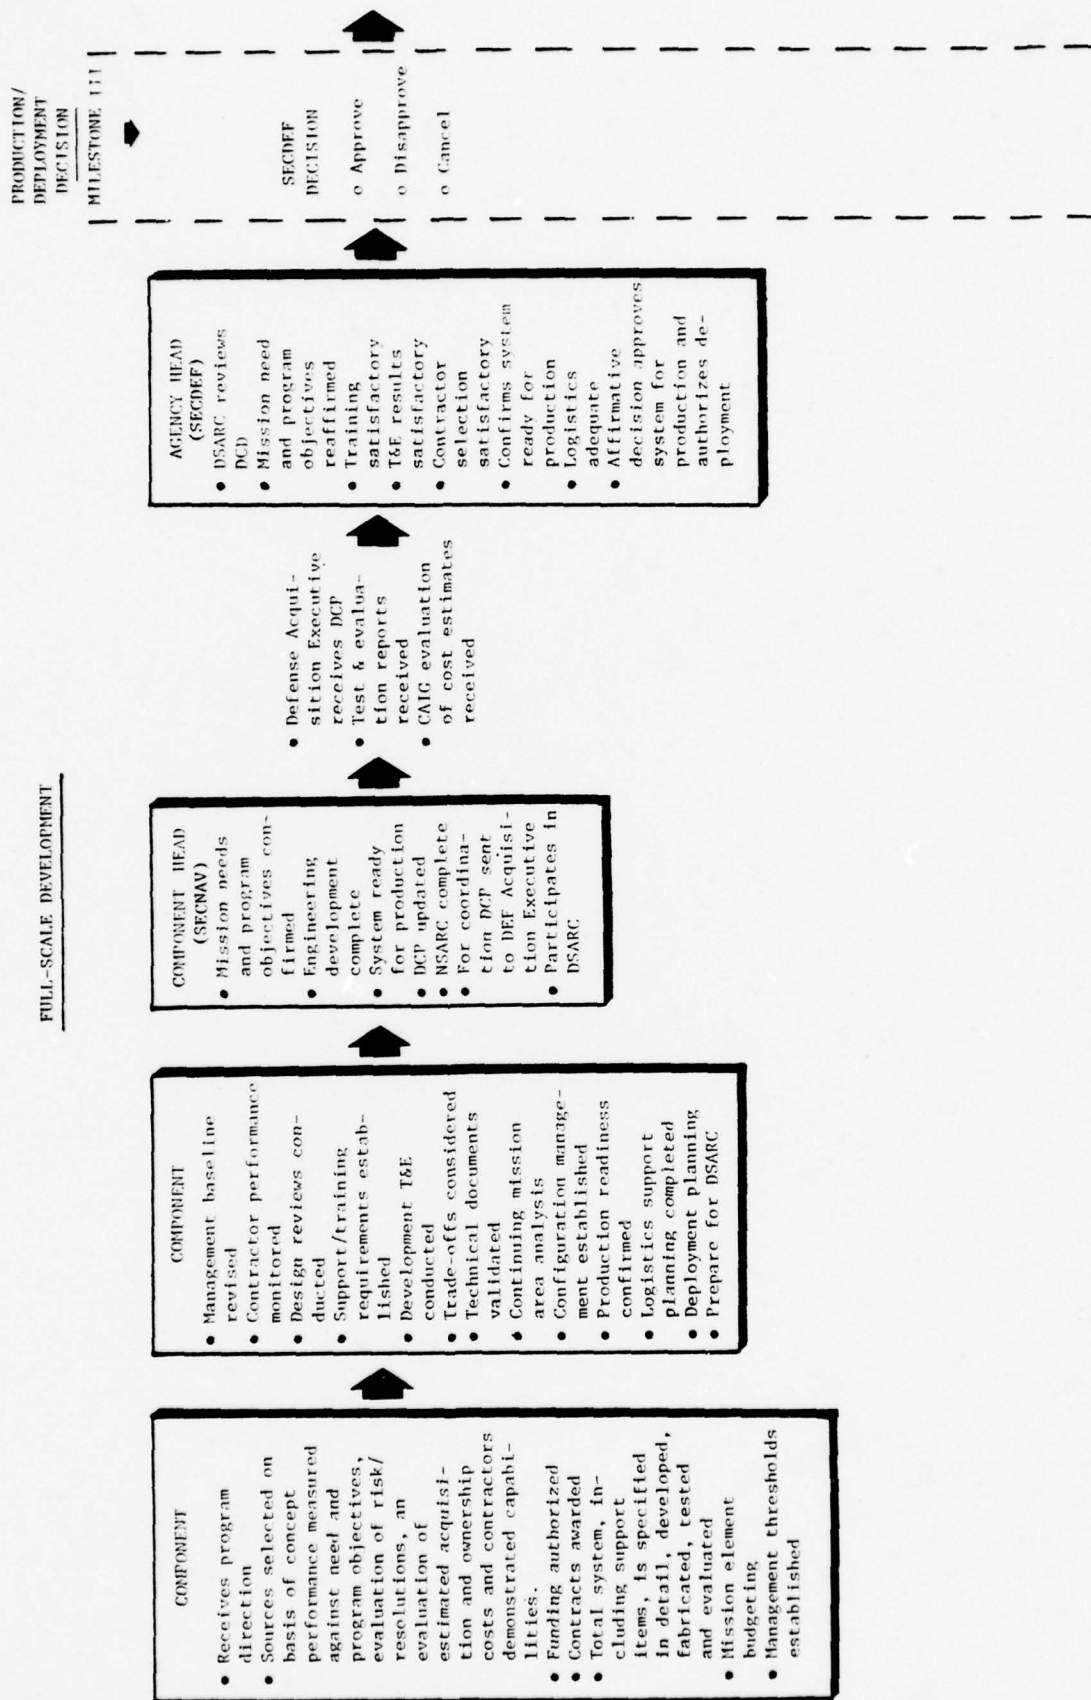 FULL-SCALE DEVELOPMENT
COMPONENT
• Receives program
direction
• Sources selected on
basis of concept
performance measured
against need and
program objectives,
evaluation of risk/
resolutions, an
evaluation of
estimated acquisi-
tion and ownership
costs and contractors
demonstrated capabi-
lities.
• Funding authorized
• Contracts awarded
• Total system, in-
cluding support
items, is specified
in detail, developed,
fabricated, tested
and evaluated
• Mission element
budgeting
• Management thresholds
established
COMPONENT
• Management baseline
revised
• Contractor performance
monitored
• Design reviews con-
ducted
• Support/training
requirements estab-
lished
• Development T&E
conducted
• Trade-offs considered
• Technical documents
validated
• Continuing mission
area analysis
• Configuration manage-
ment established
• Production readiness
confirmed
• Logistics support
planning completed
• Deployment planning
• Prepare for DSARC
COMPONENT HEAD
(SECNAV)
• Mission needs
and program
objectives con-
firmed
• Engineering
development
complete
• System ready
for production
• DCP updated
• NSARC complete
• For coordina-
tion DCP sent
to DEF Acquisi-
tion Executive
• Participates in
DSARC
• Defense Acqui-
sition Executive
receives DCP
• Test & evalua-
tion reports
received
• CAIG evaluation
of cost estimates
received
AGENCY HEAD
(SECDEF)
• DSARC reviews
DCD
• Mission need
and program
objectives
reaffirmed
• Training
satisfactory
• T&E results
satisfactory
• Contractor
selection
satisfactory
• Confirms system
ready for
production
• Logistics
adequate
• Affirmative
decision approves
system for
production and
authorizes de-
ployment
PRODUCTION/
DEPLOYMENT
DECISION
MILESTONE III
SECDEF
DECISION
o Approve
o Disapprove
o Cancel